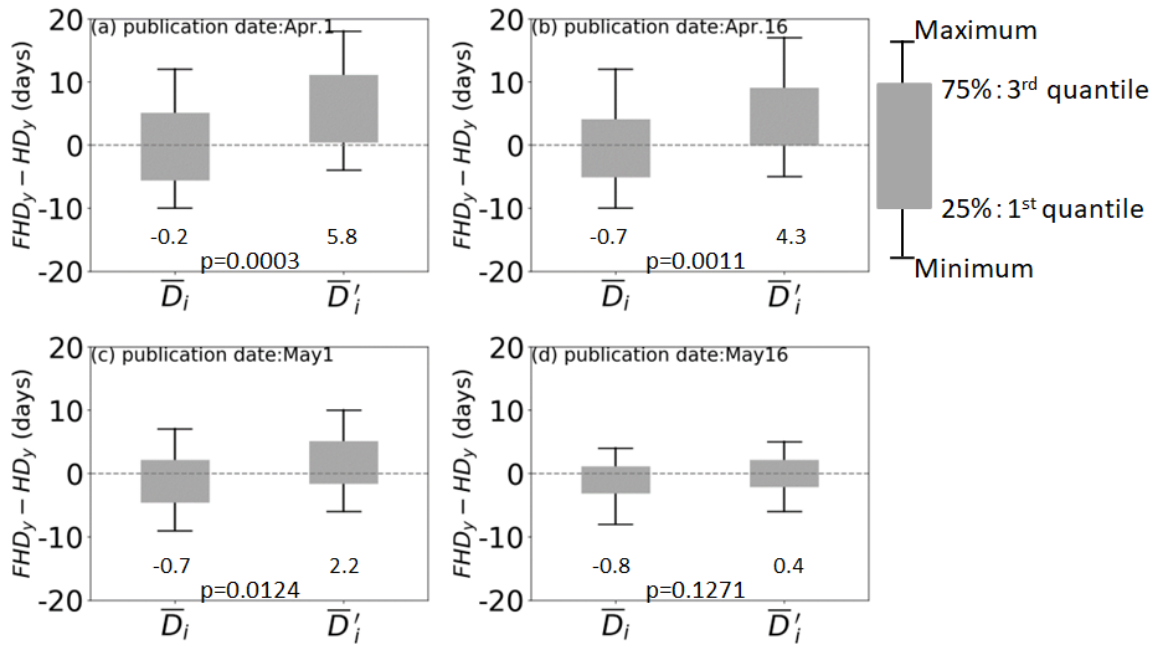 (a) publication date:Apr.1
20
10
0
-10
-20
FHD_y − HD_y (days)
-0.2
5.8
p=0.0003
D̅_i
D̅′_i
(b) publication date:Apr.16
20
10
0
-10
-20
FHD_y − HD_y (days)
-0.7
4.3
p=0.0011
D̅_i
D̅′_i
Maximum
75%: 3rd quantile
25%: 1st quantile
Minimum
(c) publication date:May1
20
10
0
-10
-20
FHD_y − HD_y (days)
-0.7
2.2
p=0.0124
D̅_i
D̅′_i
(d) publication date:May16
20
10
0
-10
-20
FHD_y − HD_y (days)
-0.8
0.4
p=0.1271
D̅_i
D̅′_i